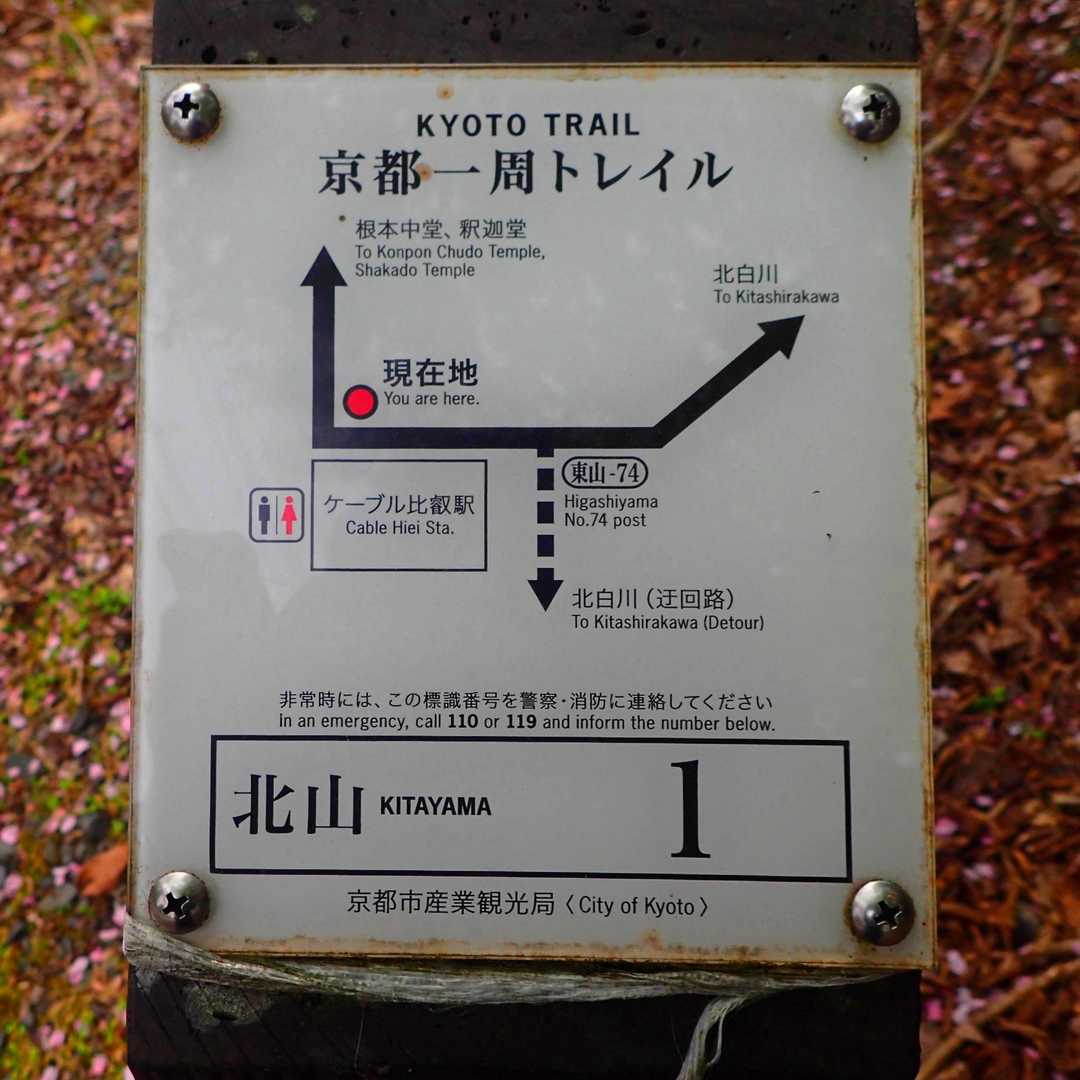 KYOTO TRAIL
京都一周トレイル
根本中堂、釈迦堂
To Konpon Chudo Temple,
Shakado Temple
北白川
To Kitashirakawa
現在地
You are here.
東山-74
Higashiyama
No.74 post
ケーブル比叡駅
Cable Hiei Sta.
北白川（迂回路）
To Kitashirakawa (Detour)
非常時には、この標識番号を警察・消防に連絡してください
in an emergency, call 110 or 119 and inform the number below.
北山 KITAYAMA 1
京都市産業観光局〈City of Kyoto〉